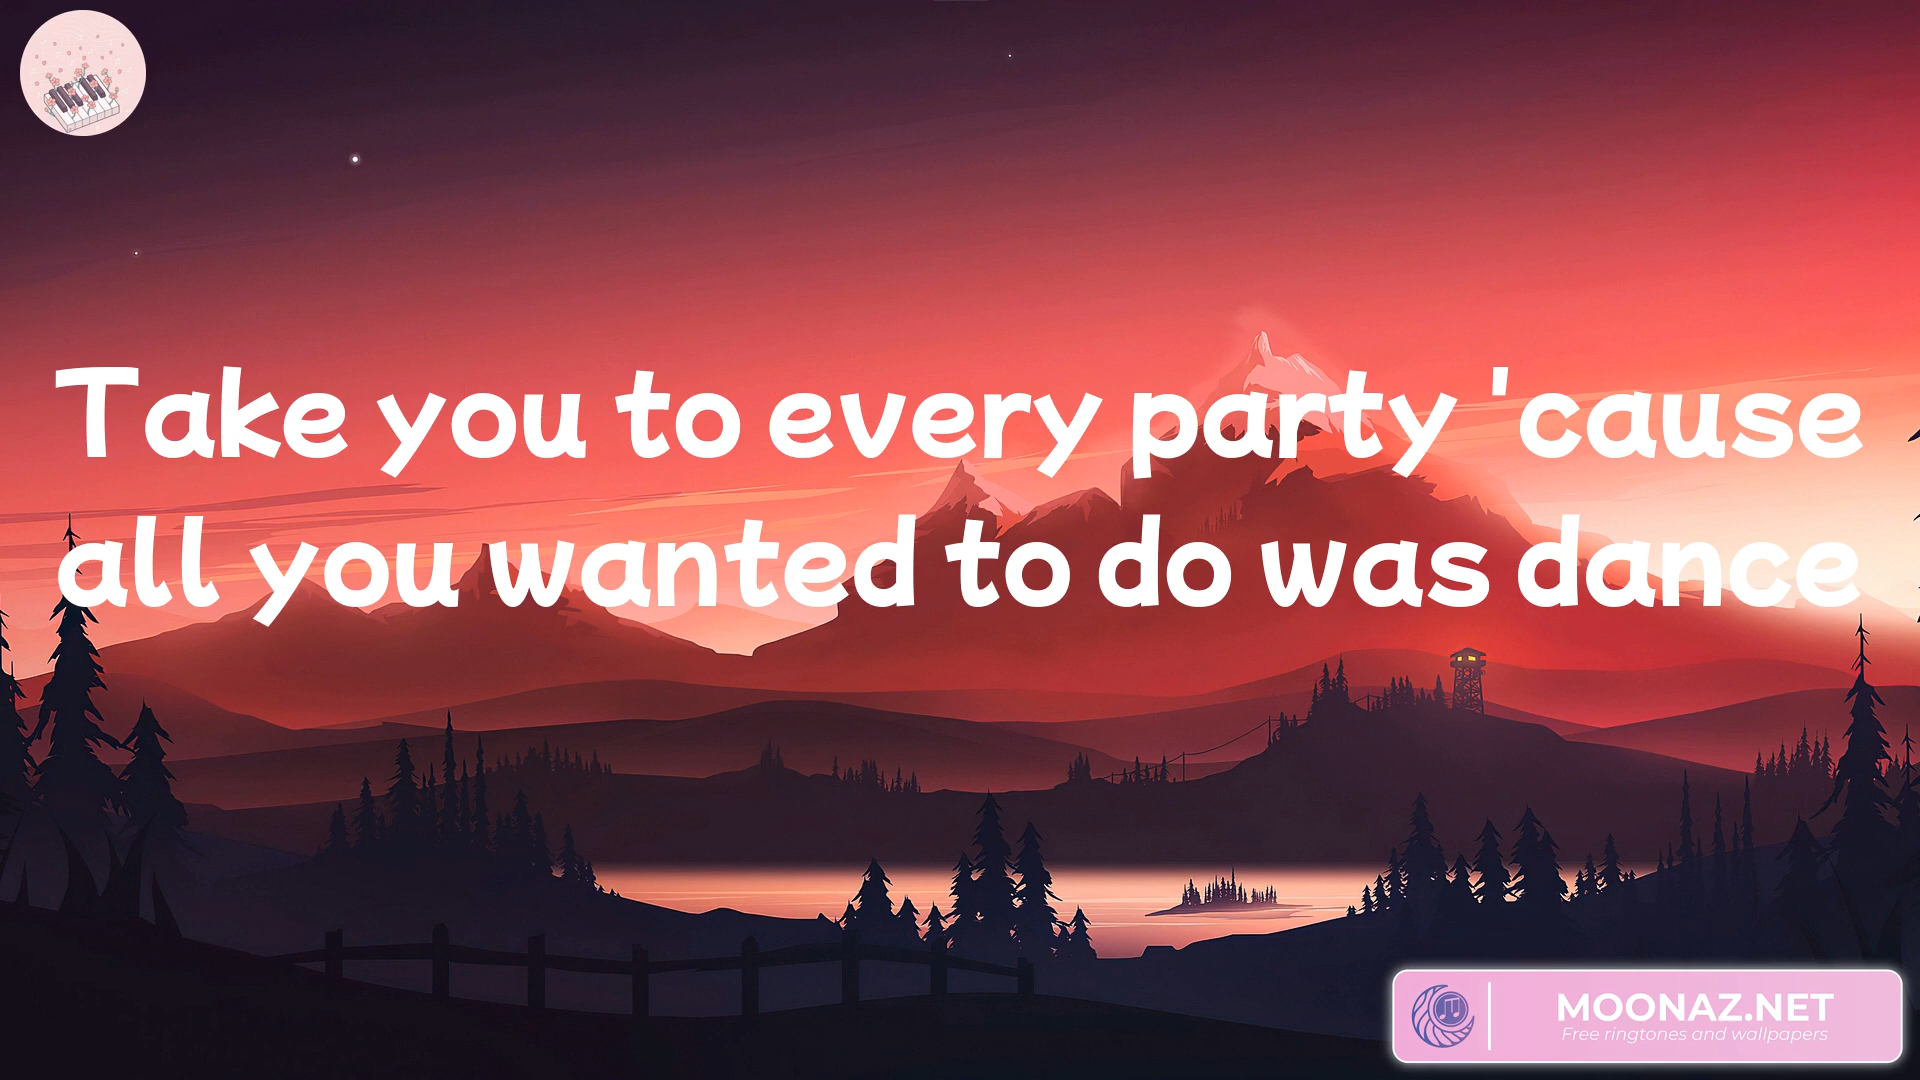 Take you to every party 'cause
all you wanted to do was dance
MOONAZ.NET
Free ringtones and wallpapers